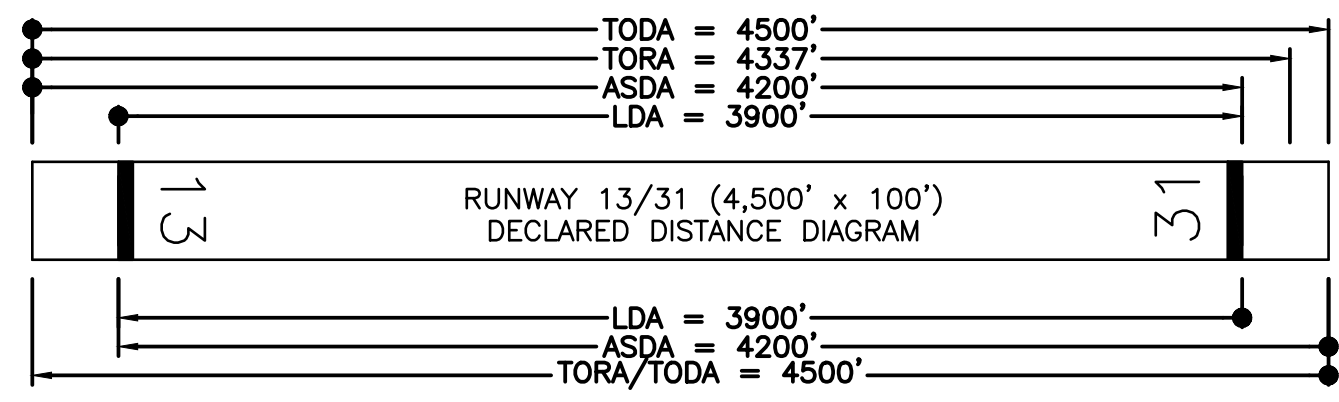 TODA = 4500'
TORA = 4337'
ASDA = 4200'
LDA = 3900'
13
RUNWAY 13/31 (4,500' x 100')
DECLARED DISTANCE DIAGRAM
31
LDA = 3900'
ASDA = 4200'
TORA/TODA = 4500'